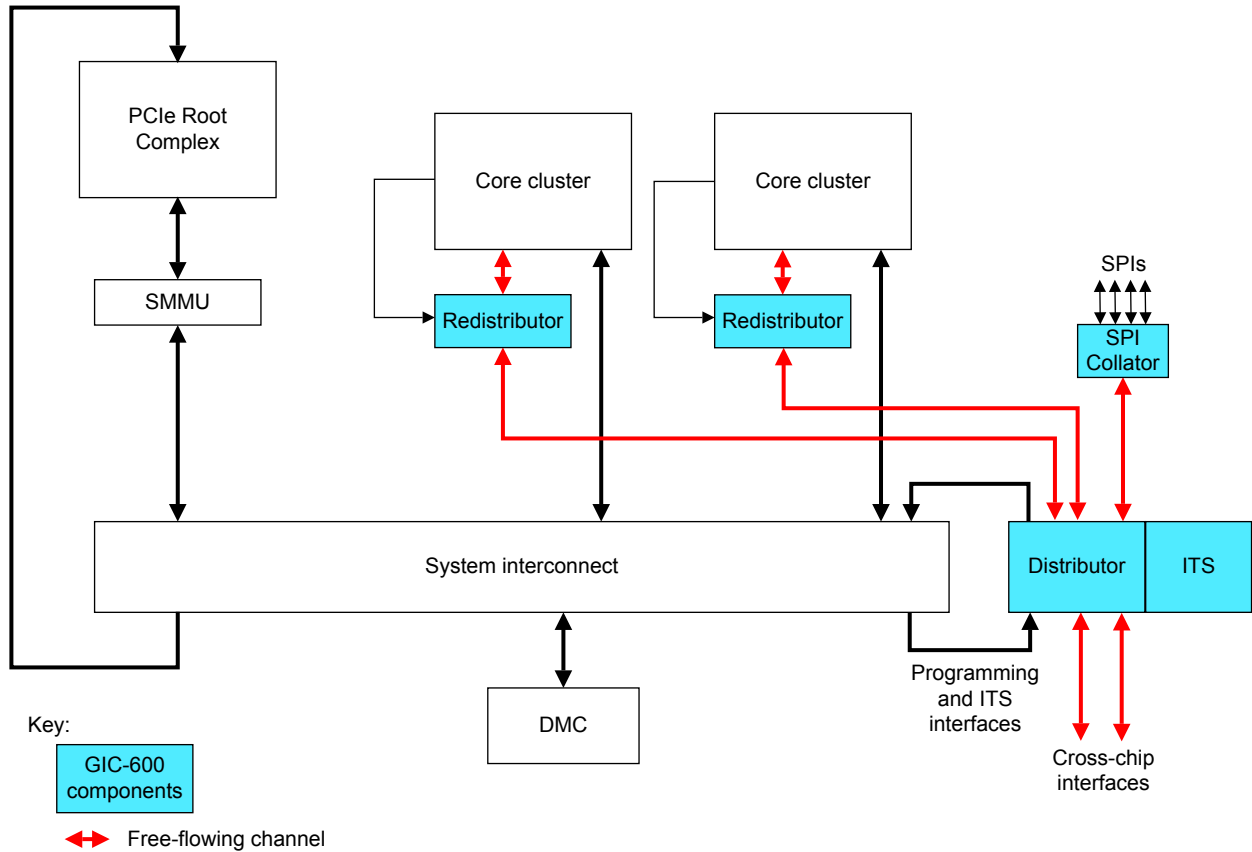 PCIe Root
Complex
Core cluster
Core cluster
SPIs
SMMU
Redistributor
Redistributor
SPI
Collator
System interconnect
Distributor
ITS
Programming
and ITS
interfaces
DMC
Cross-chip
interfaces
Key:
GIC-600
components
Free-flowing channel